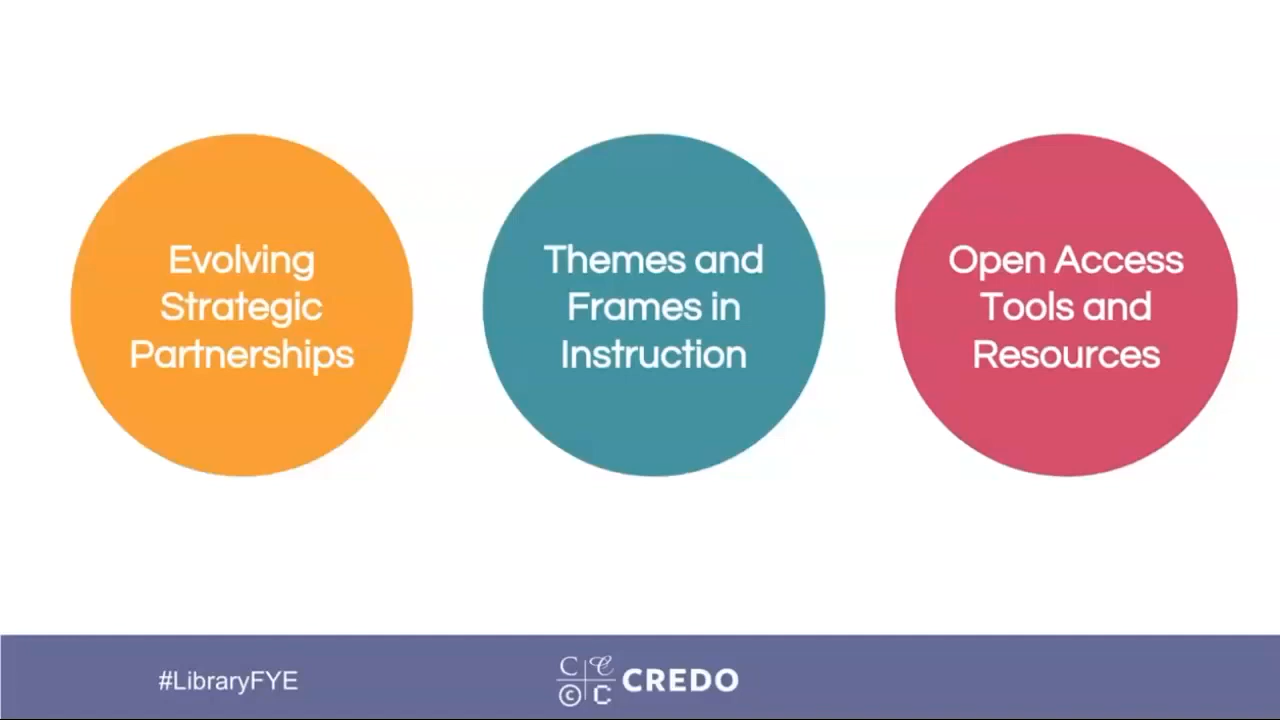 Evolving
Strategic
Partnerships
Themes and
Frames in
Instruction
Open Access
Tools and
Resources
#LibraryFYE
C C
© C
CREDO